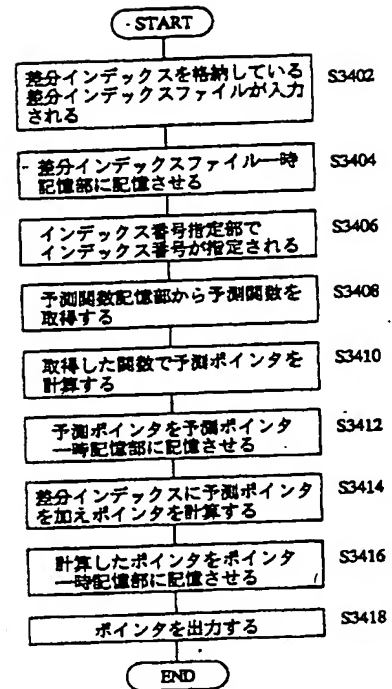 START
差分インデックスを格納している
S3402
差分インデックスファイルが入力
される
差分インデックスファイル一時
S3404
記憶部に記憶させる
インデックス番号指定部で
S3406
インデックス番号が指定される
予測関数記憶部から予測関数を
S3408
取得する
取得した関数で予測ポインタを
S3410
計算する
予測ポインタを予測ポインタ
S3412
一時記憶部に記憶させる
差分インデックスに予測ポインタ
S3414
を加えポインタを計算する
計算したポインタをポインタ
S3416
一時記憶部に記憶させる
ポインタを出力する
S3418
END